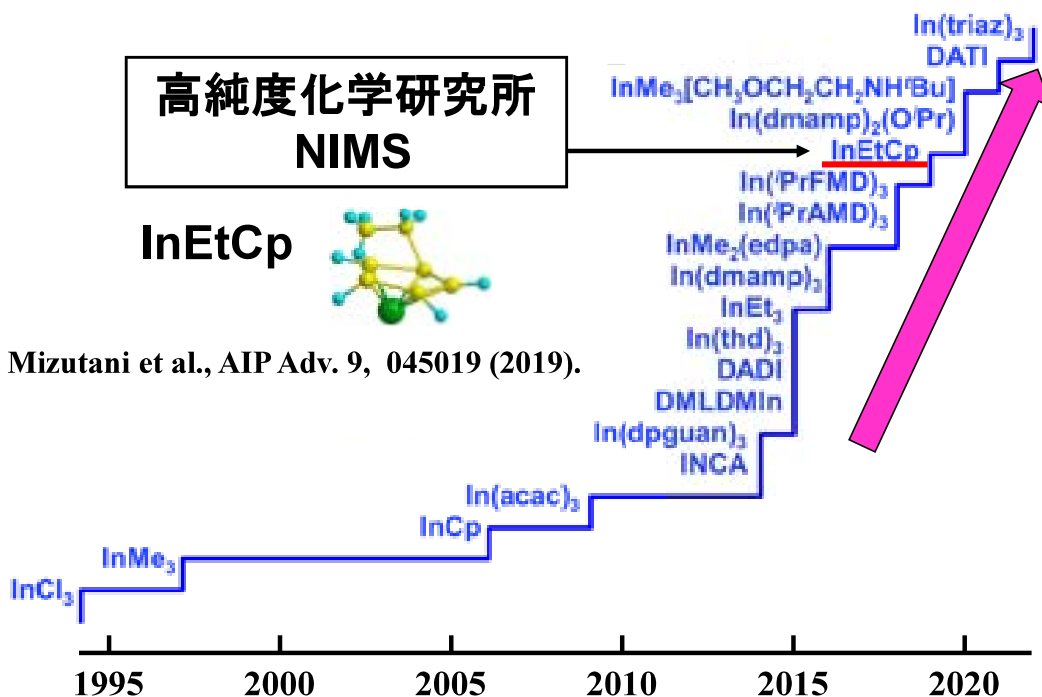 In(triaz)₃
DATI
InMe₃[CH₃OCH₂CH₂NHᵗBu]
In(dmamp)₂(OⁱPr)
InEtCp
In(ⁱPrFMD)₃
In(ⁱPrAMD)₃
InMe₂(edpa)
In(dmamp)₃
InEt₃
In(thd)₃
DADI
DMLDMIn
In(dpguan)₃
INCA
In(acac)₃
InCp
InMe₃
InCl₃
高純度化学研究所
NIMS
InEtCp
Mizutani et al., AIP Adv. 9, 045019 (2019).
1995 2000 2005 2010 2015 2020